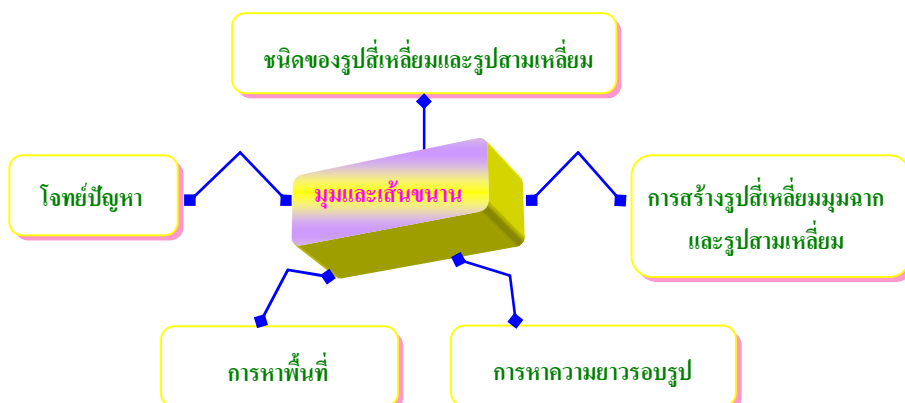 ชนิดของรูปสี่เหลี่ยมและรูปสามเหลี่ยม
โจทย์ปัญหา
มุมและเส้นขนาน
การสร้างรูปสี่เหลี่ยมมุมฉาก
และรูปสามเหลี่ยม
การหาพื้นที่
การหาความยาวรอบรูป